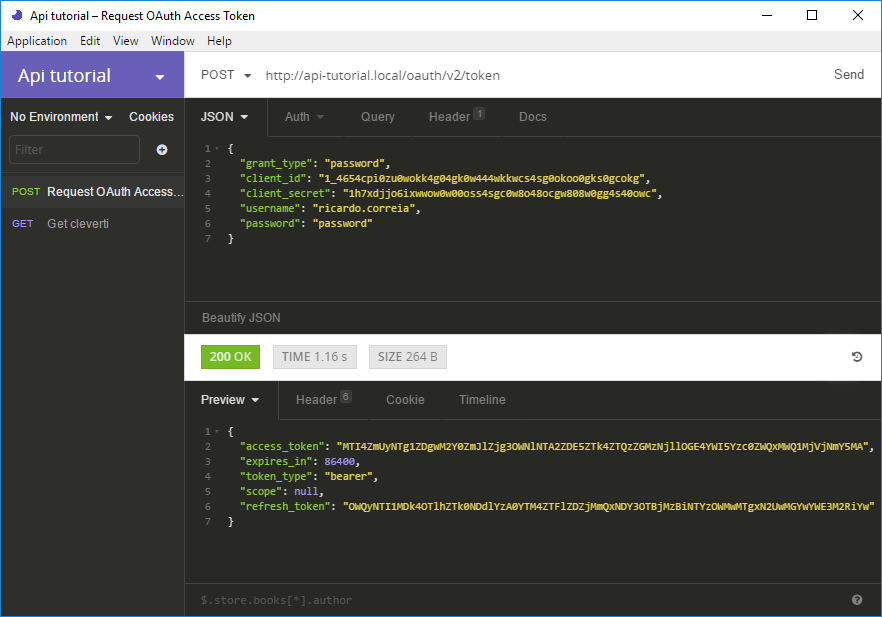 Api tutorial – Request OAuth Access Token
Application Edit View Window Help
Api tutorial
POST http://api-tutorial.local/oauth/v2/token Send
No Environment Cookies
JSON Auth Query Header 1 Docs
Filter
POST Request OAuth Access...
GET Get cleverti
1 {
2 "grant_type": "password",
3 "client_id": "1_4654cpi0zu0wokk4g04gk0w444wkkwcs4sg0okoo0gks0gcokg",
4 "client_secret": "1h7xdjjo6ixwwow0w00oss4sgc0w8o48ocgw808w0gg4s40owc",
5 "username": "ricardo.correia",
6 "password": "password"
7 }
Beautify JSON
200 OK TIME 1.16 s SIZE 264 B
Preview Header 6 Cookie Timeline
1 {
2 "access_token": "MTI4ZmUyNTg1ZDgwM2Y0ZmJlZjg3OWNlNTA2ZDE5ZTk4ZTQzZGMzNjllOGE4YWI5Yzc0ZWQxMWQ1MjVjNmY5MA",
3 "expires_in": 86400,
4 "token_type": "bearer",
5 "scope": null,
6 "refresh_token": "OWQyNTI1MDk4OTlhZTk0NDdlYzA0YTM4ZTFlZDZjMmQxNDY3OTBjMzBiNTYzOWMwMTgxN2UwMGYwYWE3M2RiYw"
7 }
$.store.books[*].author